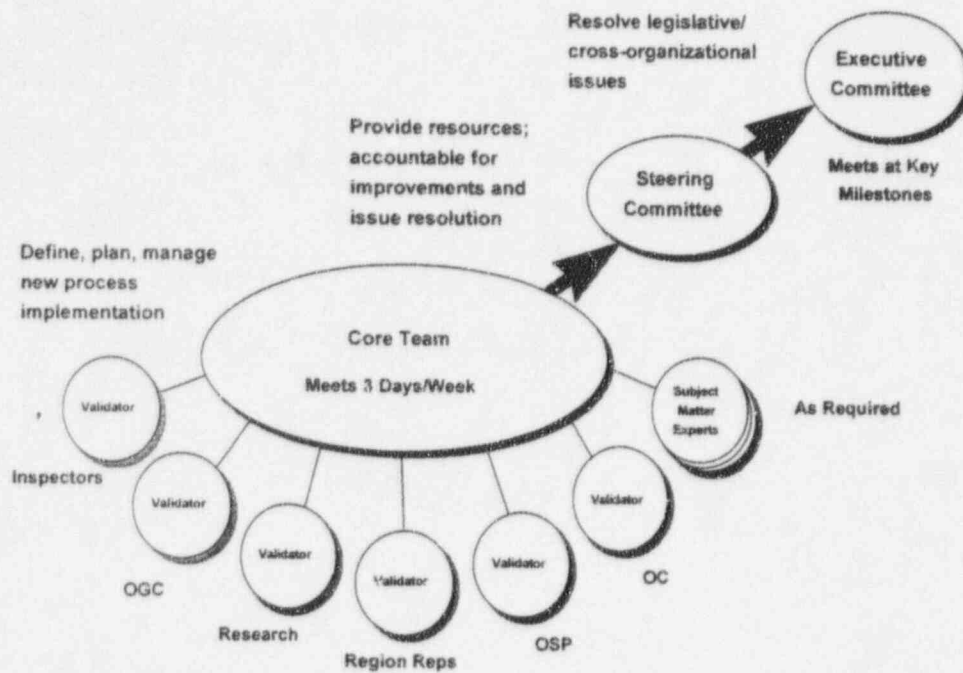 Resolve legislative/
cross-organizational
issues
Executive
Committee
Meets at Key
Milestones
Provide resources;
accountable for
improvements and
issue resolution
Steering
Committee
Define, plan, manage
new process
implementation
Core Team
Meets 3 Days/Week
Validator
Inspectors
Validator
OGC
Validator
Research
Validator
Region Reps
Validator
OSP
Validator
OC
Subject
Matter
Experts
As Required